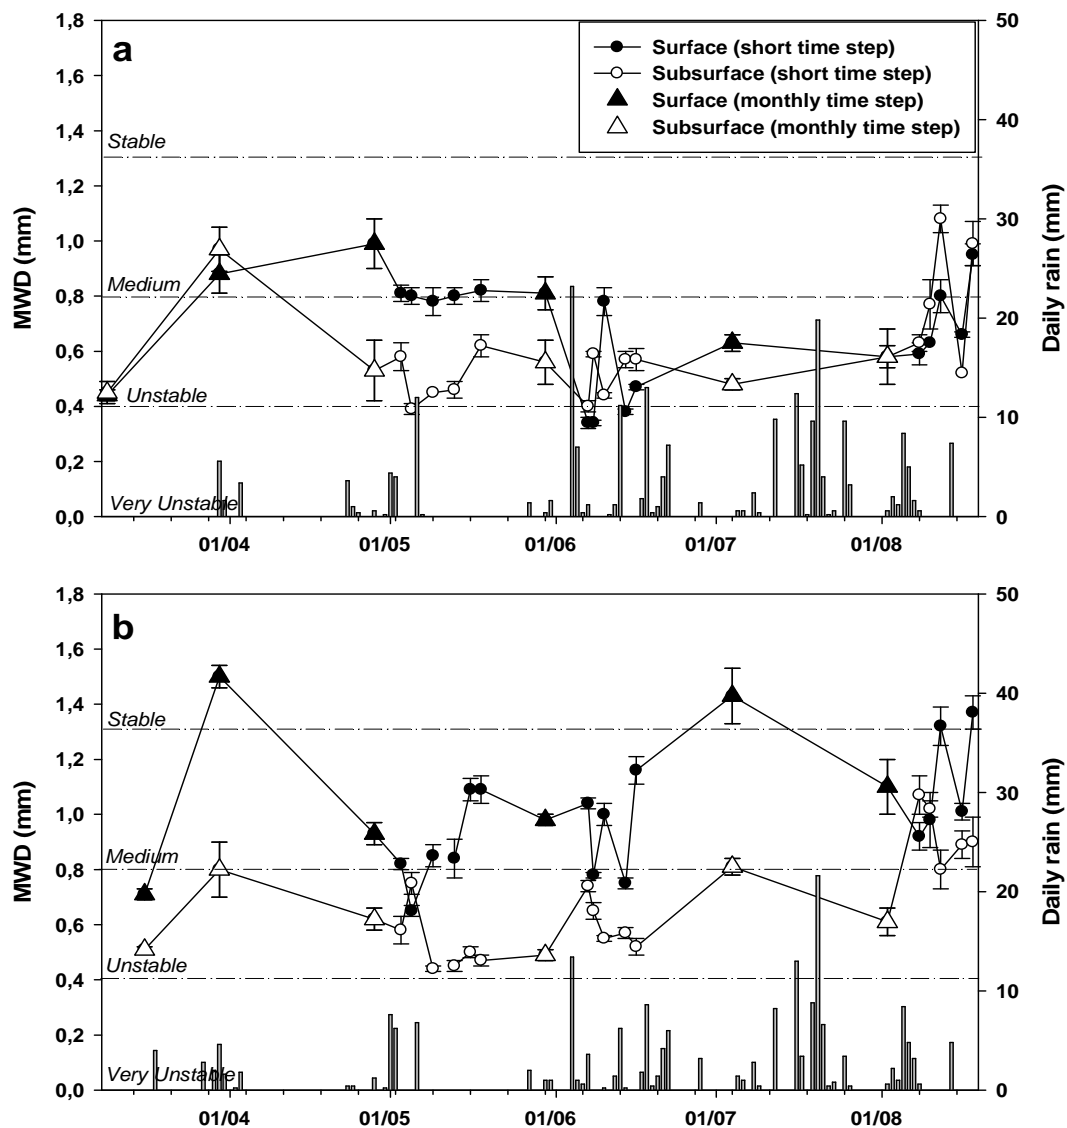 1,8
50
a
Surface (short time step)
Subsurface (short time step)
Surface (monthly time step)
Subsurface (monthly time step)
1,6
1,4
40
Stable
1,2
30
1,0
MWD (mm)
Daily rain (mm)
Medium
0,8
20
0,6
Unstable
0,4
10
0,2
Very Unstable
0,0
0
01/04
01/05
01/06
01/07
01/08
1,8
50
b
1,6
1,4
40
Stable
1,2
30
1,0
MWD (mm)
Daily rain (mm)
Medium
0,8
20
0,6
Unstable
0,4
10
0,2
Very Unstable
0,0
0
01/04
01/05
01/06
01/07
01/08